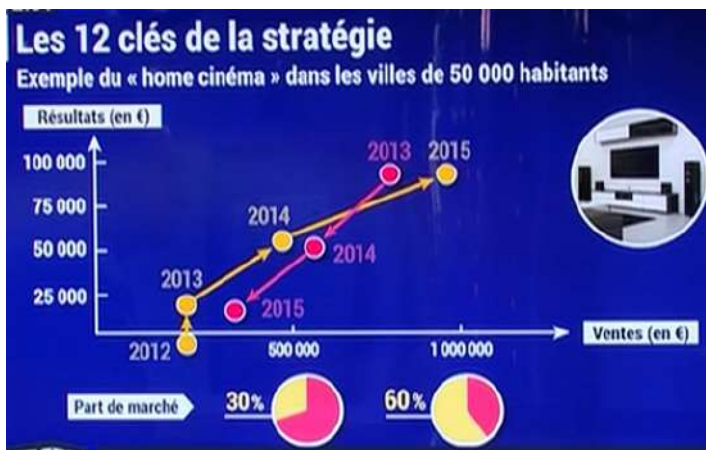 Les 12 clés de la stratégie
Exemple du « home cinéma » dans les villes de 50 000 habitants
Résultats (en €)
100 000
75 000
50 000
25 000
2013
2015
2014
2014
2013
2015
2012
500 000
1 000 000
Ventes (en €)
Part de marché
30%
60%